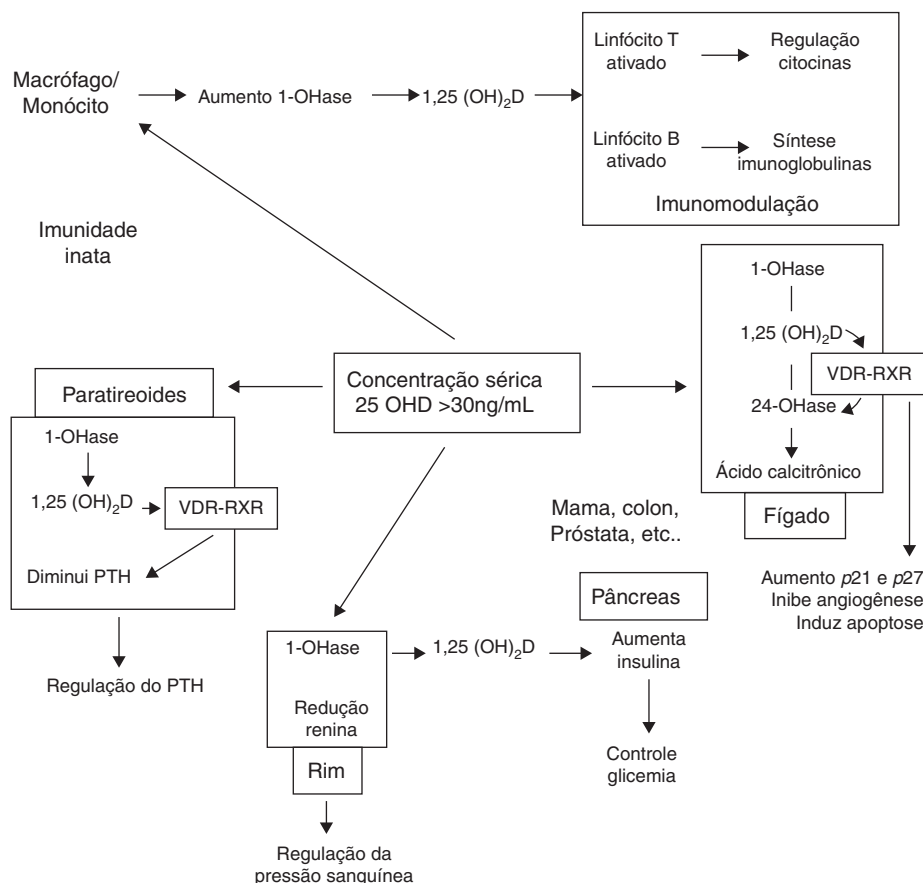 Linfócito T
ativado
Regulação
citocinas
Macrófago/
Monócito
Aumento 1-OHase
1,25 (OH)₂D
Linfócito B
ativado
Síntese
imunoglobulinas
Imunomodulação
Imunidade
inata
1-OHase
1,25 (OH)₂D
VDR-RXR
24-OHase
Ácido calcitrônico
Fígado
Concentração sérica
25 OHD >30ng/mL
Paratireoides
1-OHase
1,25 (OH)₂D
VDR-RXR
Diminui PTH
Regulação do PTH
Mama, colon,
Próstata, etc..
Aumento p21 e p27
Inibe angiogênese
Induz apoptose
Pâncreas
1-OHase
1,25 (OH)₂D
Aumenta
insulina
Redução
renina
Rim
Controle
glicemia
Regulação da
pressão sanguínea